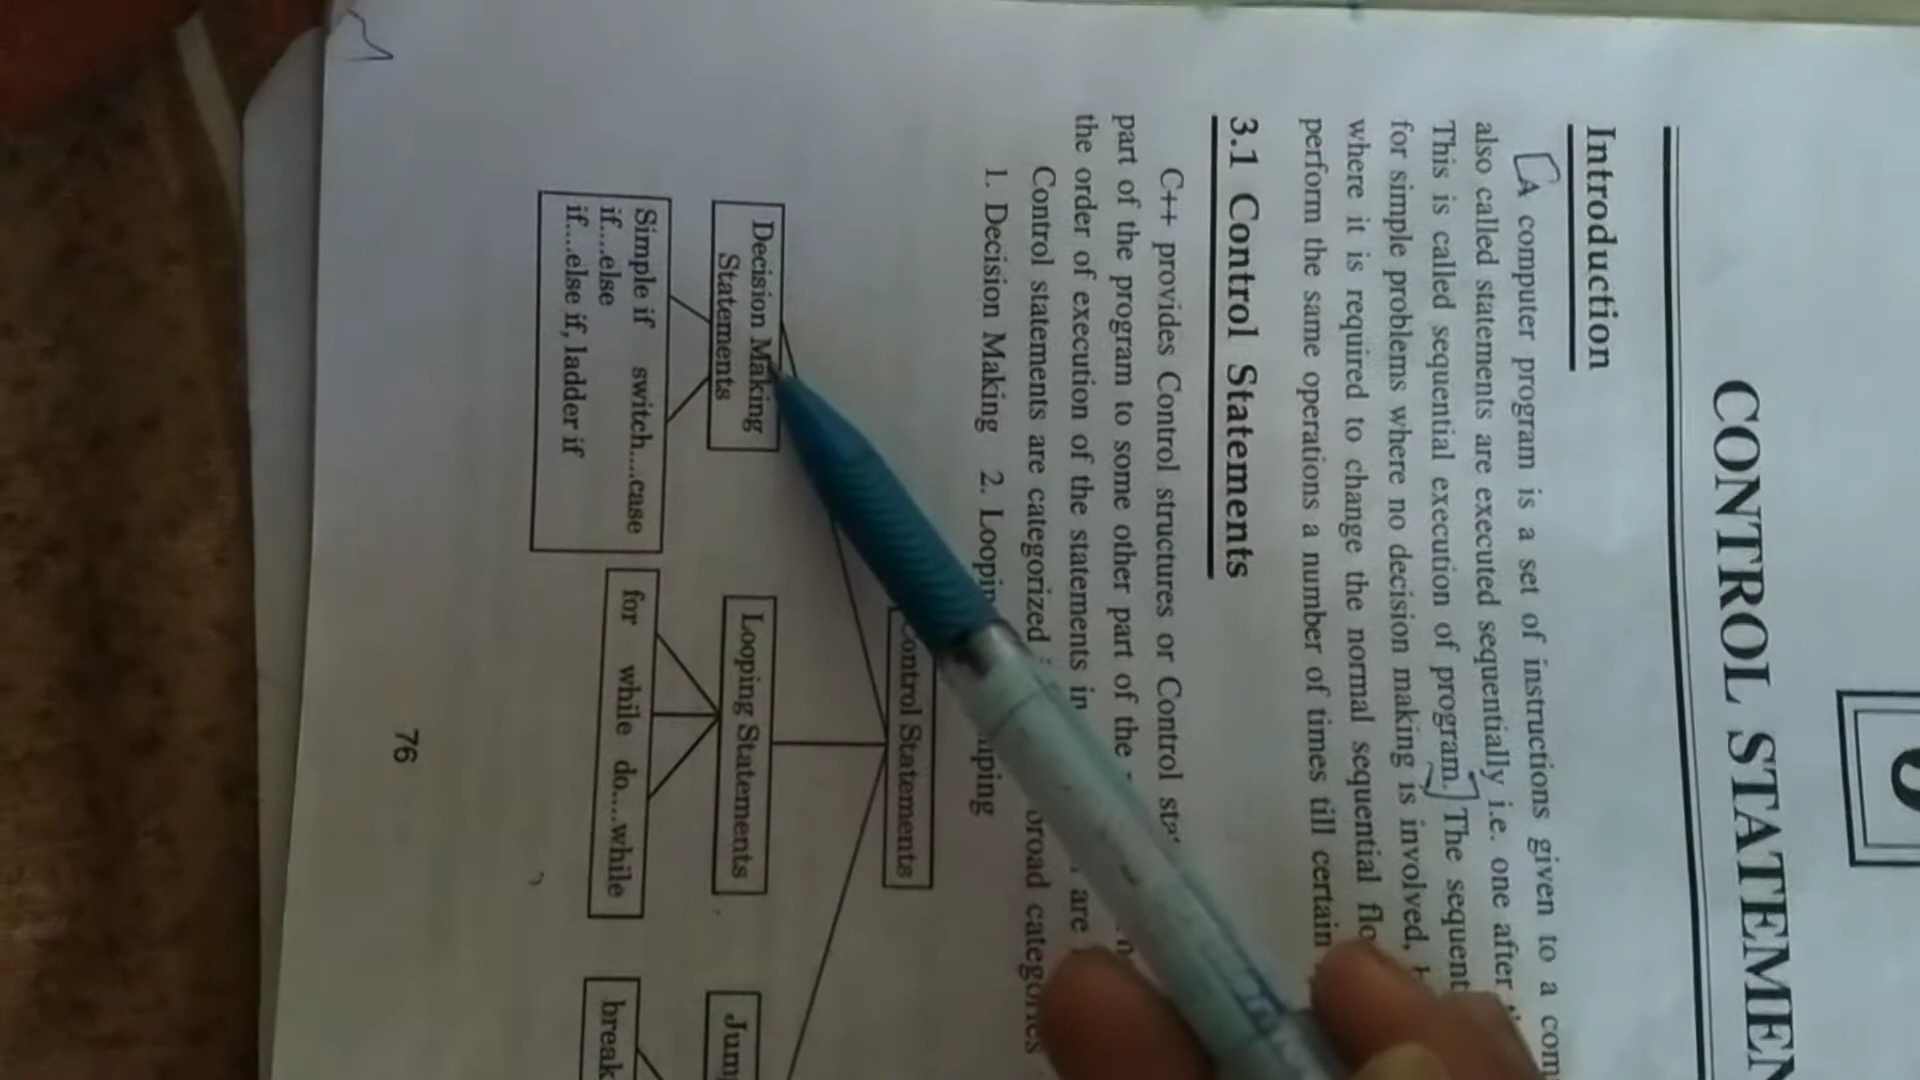 CONTROL STATEMEN
Introduction
A computer program is a set of instructions given to a com
also called statements are executed sequentially i.e. one after
This is called sequential execution of program. The sequent
for simple problems where no decision making is involved,
where it is required to change the normal sequential flo
perform the same operations a number of times till certain
3.1 Control Statements
C++ provides Control structures or Control
part of the program to some other part of the
the order of execution of the statements in are
Control statements are categorized broad categories
1. Decision Making 2. Loopin
Control Statements
Decision Making
Statements
Looping Statements
Jum
Simple if switch....case
if....else
if....else if, ladder if
for while do....while
break
76